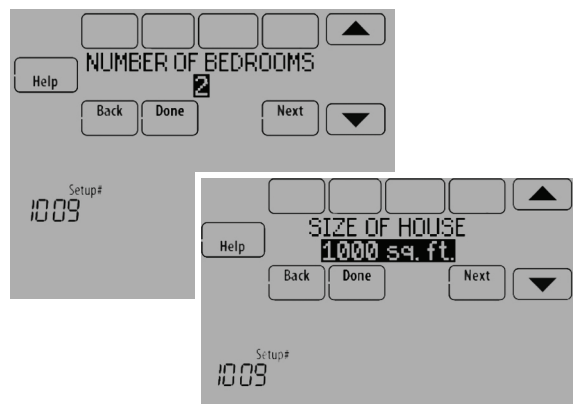 NUMBER OF BEDROOMS
Help
2
Back Done Next
Setup#
1009
SIZE OF HOUSE
Help
1000 sq. ft.
Back Done Next
Setup#
1009